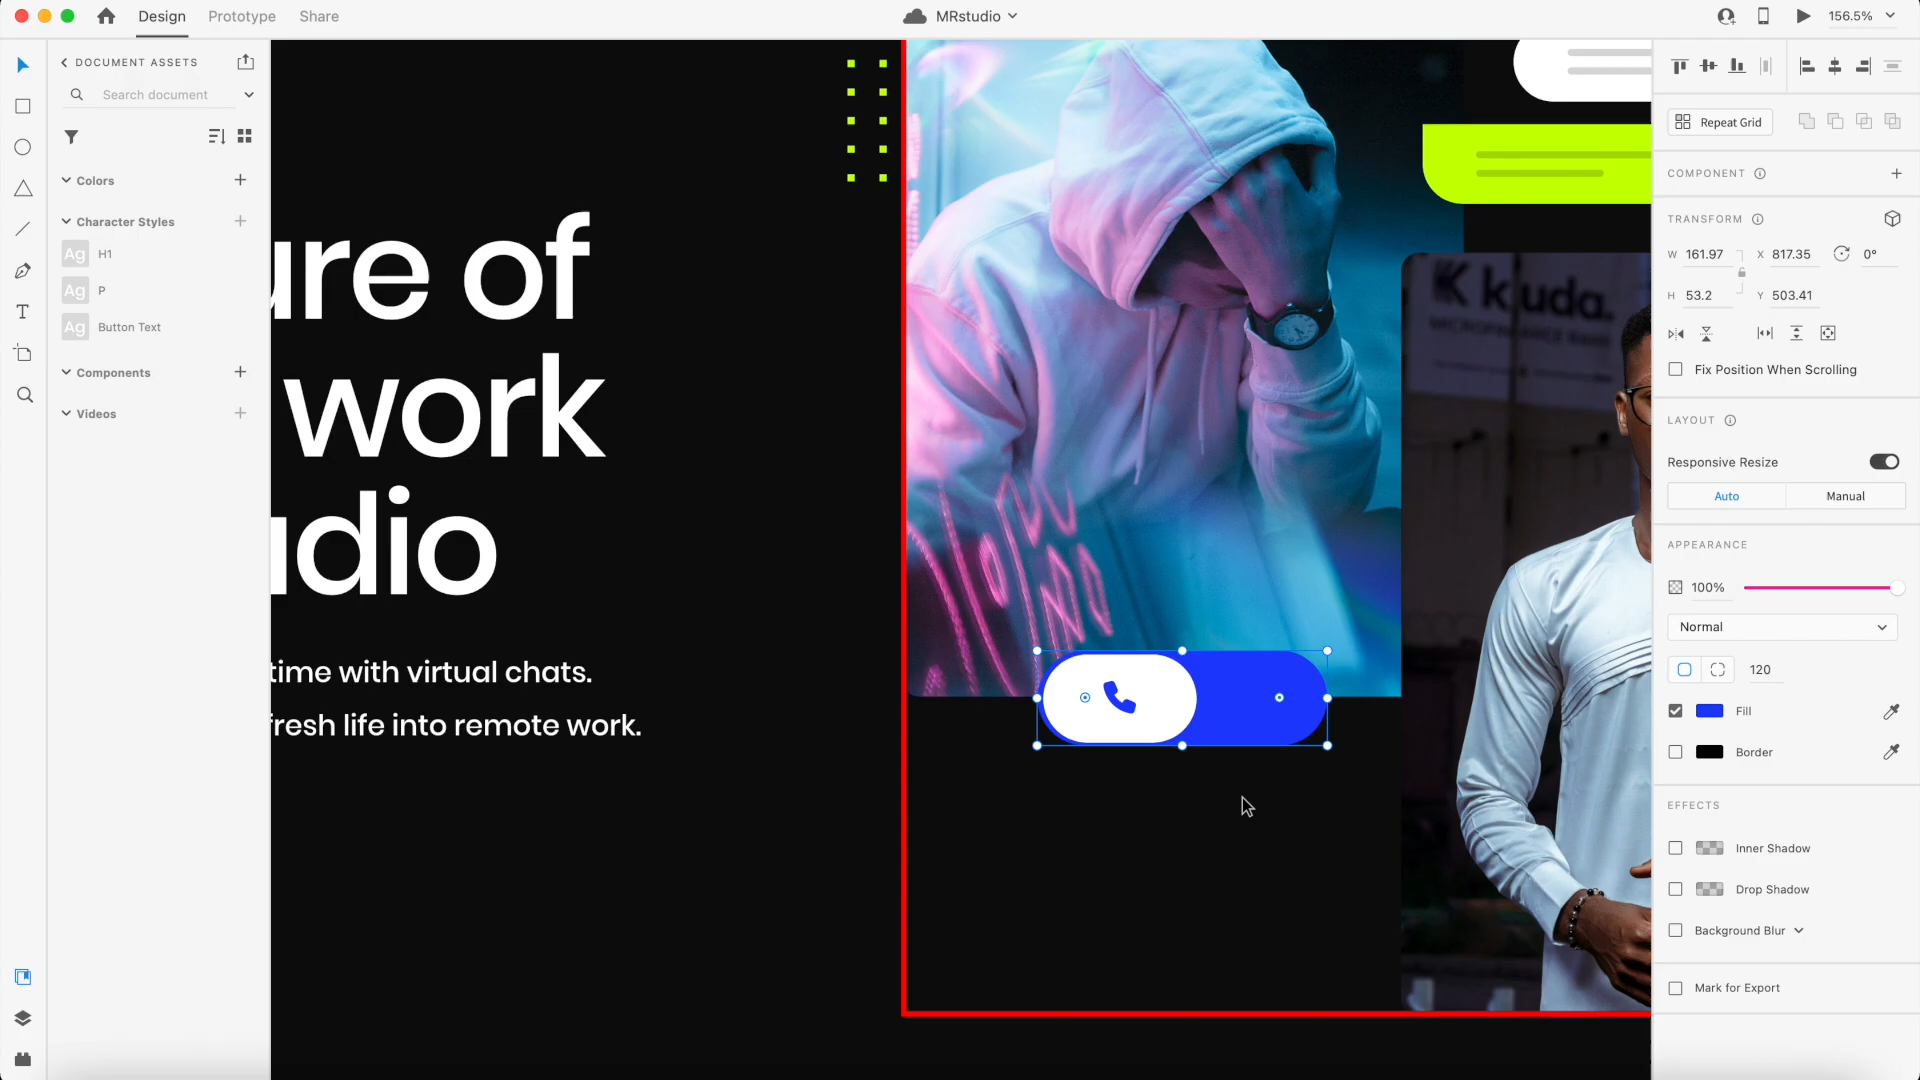 Design
Prototype
Share
MRstudio
156.5%
DOCUMENT ASSETS
Search document
Colors
Character Styles
Ag H1
Ag P
Ag Button Text
Components
Videos
ure of
work
udio
time with virtual chats.
fresh life into remote work.
kuda.
Repeat Grid
COMPONENT
TRANSFORM
W 161.97 X 817.35 0°
H 53.2 Y 503.41
Fix Position When Scrolling
LAYOUT
Responsive Resize
Auto Manual
APPEARANCE
100%
Normal
120
Fill
Border
EFFECTS
Inner Shadow
Drop Shadow
Background Blur
Mark for Export